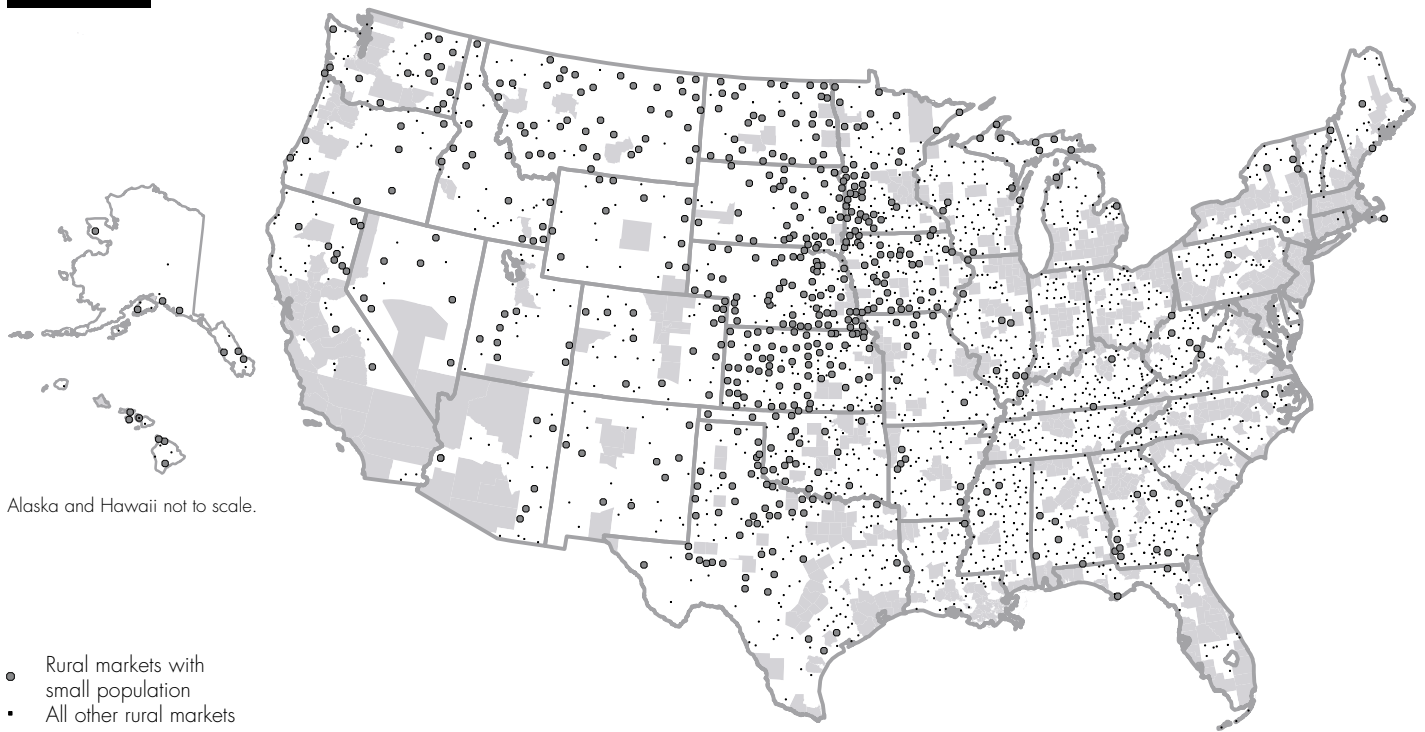 Alaska and Hawaii not to scale.
Rural markets with
small population
All other rural markets